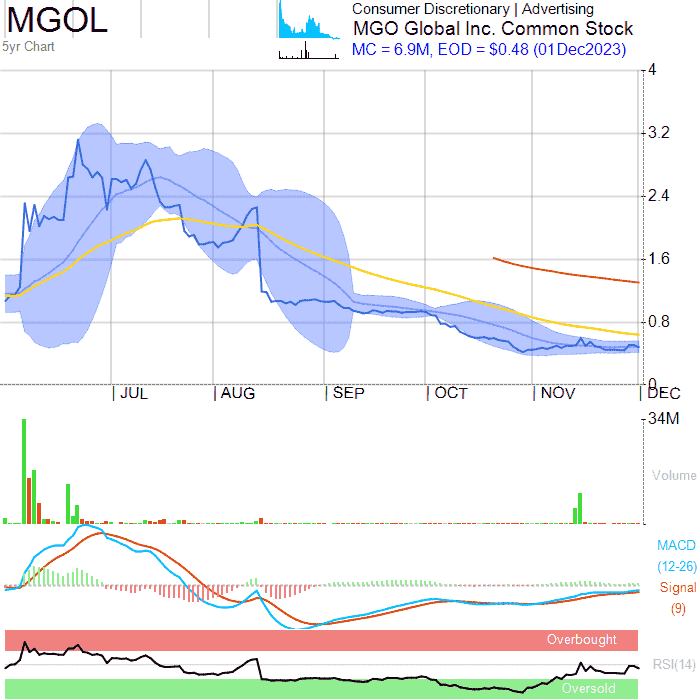 MGOL
5yr Chart
Consumer Discretionary | Advertising
MGO Global Inc. Common Stock
MC = 6.9M, EOD = $0.48 (01Dec2023)
4
3.2
2.4
1.6
0.8
0
JUL AUG SEP OCT NOV DEC
34M
Volume
MACD
(12-26)
Signal
(9)
Overbought
RSI(14)
Oversold